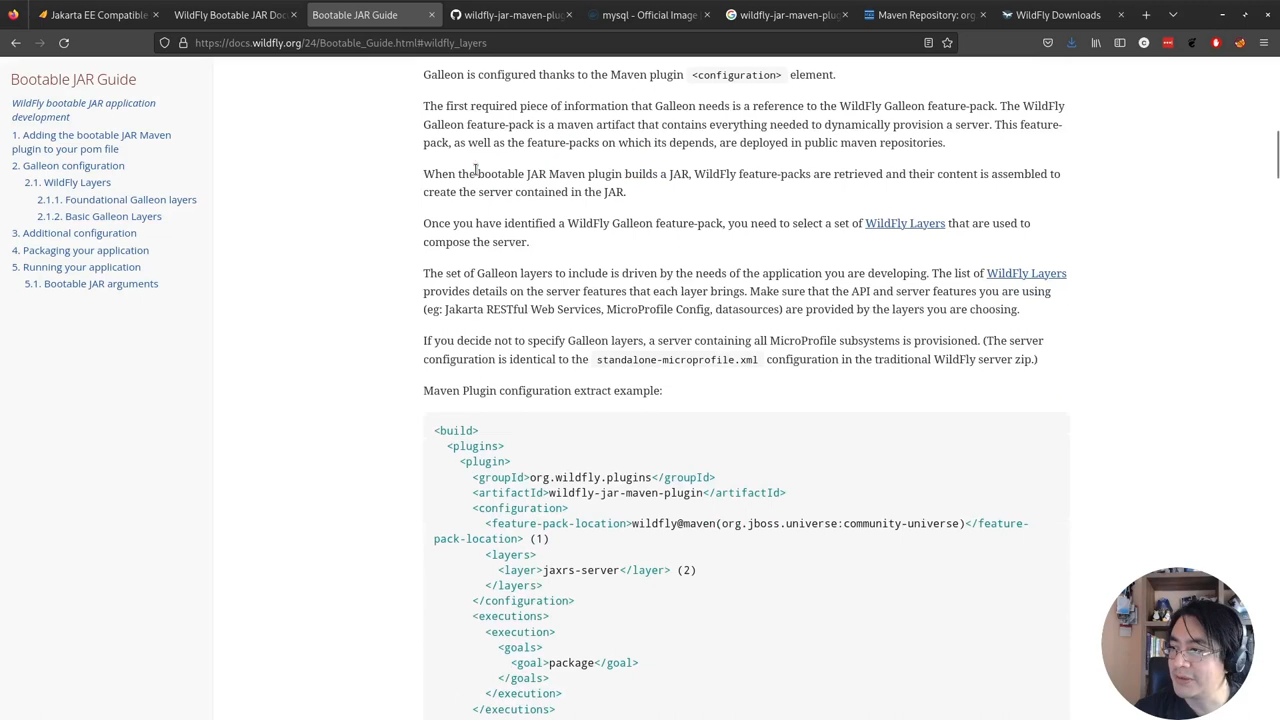 Jakarta EE Compatible
WildFly Bootable JAR Doc
Bootable JAR Guide
wildfly-jar-maven-plug
mysql - Official Image
wildfly-jar-maven-plug
Maven Repository: org
WildFly Downloads
https://docs.wildfly.org/24/Bootable_Guide.html#wildfly_layers
Bootable JAR Guide
WildFly bootable JAR application
development
1. Adding the bootable JAR Maven
plugin to your pom file
2. Galleon configuration
2.1. WildFly Layers
2.1.1. Foundational Galleon layers
2.1.2. Basic Galleon Layers
3. Additional configuration
4. Packaging your application
5. Running your application
5.1. Bootable JAR arguments
Galleon is configured thanks to the Maven plugin <configuration> element.
The first required piece of information that Galleon needs is a reference to the WildFly Galleon feature-pack. The WildFly
Galleon feature-pack is a maven artifact that contains everything needed to dynamically provision a server. This feature-
pack, as well as the feature-packs on which its depends, are deployed in public maven repositories.
When the bootable JAR Maven plugin builds a JAR, WildFly feature-packs are retrieved and their content is assembled to
create the server contained in the JAR.
Once you have identified a WildFly Galleon feature-pack, you need to select a set of WildFly Layers that are used to
compose the server.
The set of Galleon layers to include is driven by the needs of the application you are developing. The list of WildFly Layers
provides details on the server features that each layer brings. Make sure that the API and server features you are using
(eg: Jakarta RESTful Web Services, MicroProfile Config, datasources) are provided by the layers you are choosing.
If you decide not to specify Galleon layers, a server containing all MicroProfile subsystems is provisioned. (The server
configuration is identical to the standalone-microprofile.xml configuration in the traditional WildFly server zip.)
Maven Plugin configuration extract example:
<build>
<plugins>
<plugin>
<groupId>org.wildfly.plugins</groupId>
<artifactId>wildfly-jar-maven-plugin</artifactId>
<configuration>
<feature-pack-location>wildfly@maven(org.jboss.universe:community-universe)</feature-
pack-location> (1)
<layers>
<layer>jaxrs-server</layer> (2)
</layers>
</configuration>
<executions>
<execution>
<goals>
<goal>package</goal>
</goals>
</execution>
</executions>